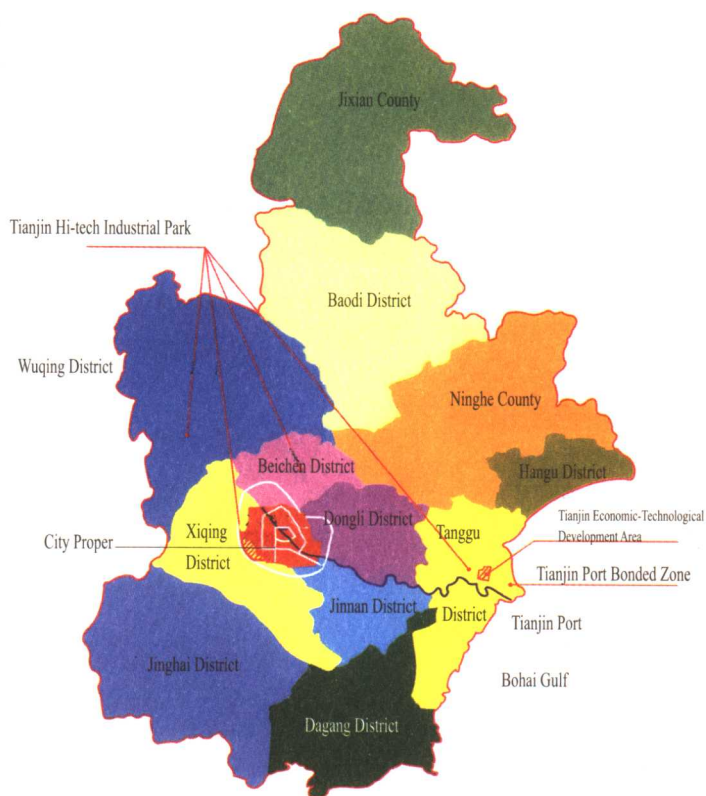 Jixian County
Tianjin Hi-tech Industrial Park
Baodi District
Wuqing District
Ninghe County
Beichen District
Hangu District
Xiqing
District
Dongli District
Tanggu
District
Tianjin Economic-Technological
Development Area
City Proper
Tianjin Port Bonded Zone
Jinnan District
Tianjin Port
Jinghai District
Bohai Gulf
Dagang District